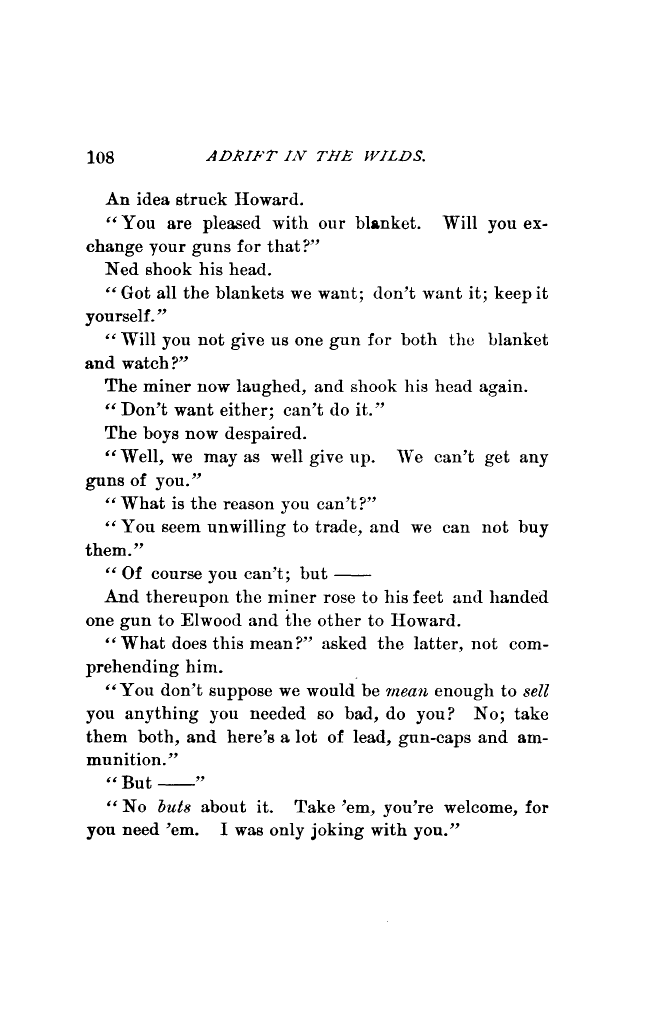 108 ADRIFT IN THE WILDS.
An idea struck Howard.
“You are pleased with our blanket. Will you ex-
change your guns for that?”
Ned shook his head.
“Got all the blankets we want; don't want it; keep it
yourself.”
“Will you not give us one gun for both the blanket
and watch?”
The miner now laughed, and shook his head again.
“Don't want either; can't do it.”
The boys now despaired.
“Well, we may as well give up. We can't get any
guns of you.”
“What is the reason you can't?”
“You seem unwilling to trade, and we can not buy
them.”
“Of course you can't; but ——
And thereupon the miner rose to his feet and handed
one gun to Elwood and the other to Howard.
“What does this mean?” asked the latter, not com-
prehending him.
“You don't suppose we would be mean enough to sell
you anything you needed so bad, do you? No; take
them both, and here's a lot of lead, gun-caps and am-
munition.”
“But ——”
“No buts about it. Take 'em, you're welcome, for
you need 'em. I was only joking with you.”